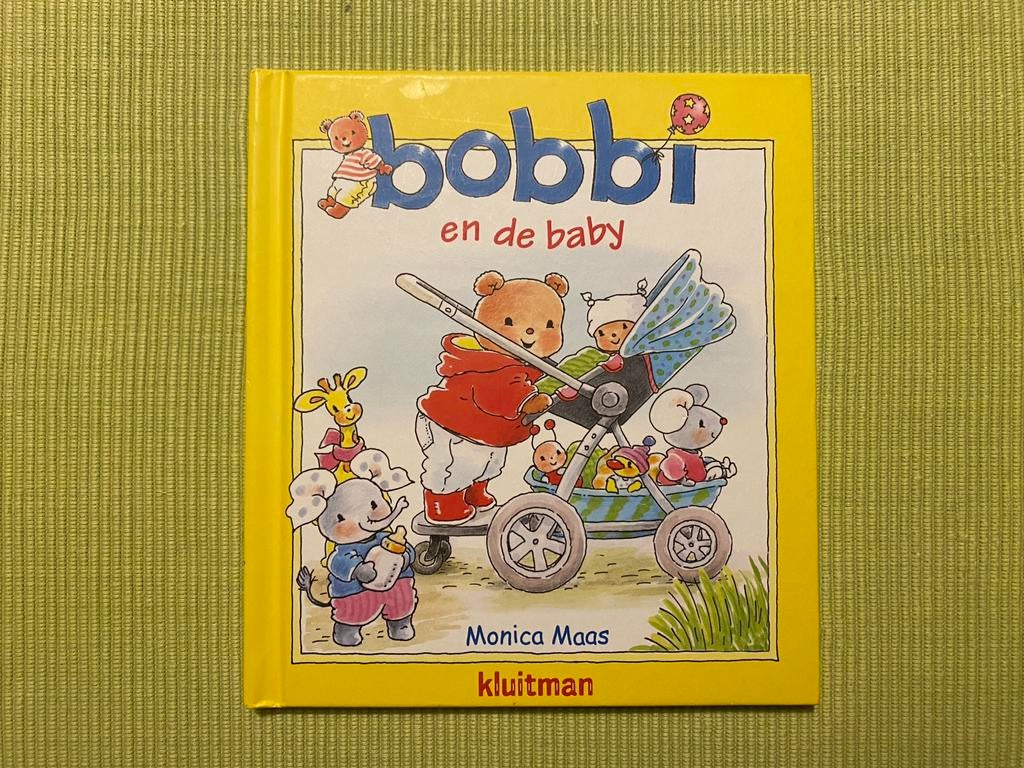 bobbi
en de baby
Monica Maas
kluitman